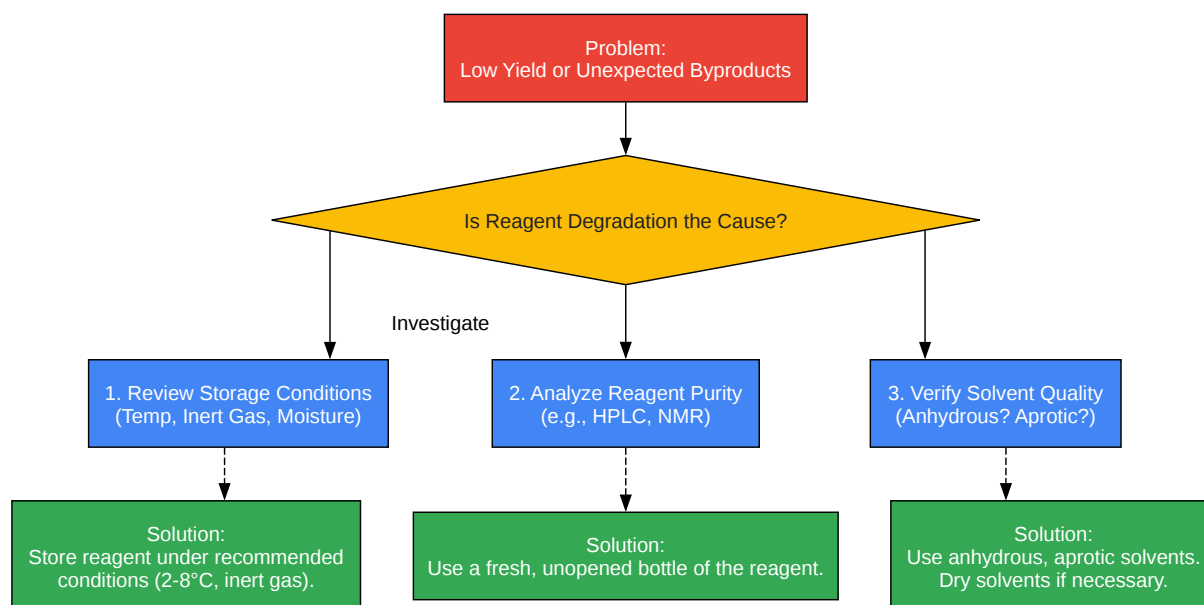 Problem:
Low Yield or Unexpected Byproducts
Is Reagent Degradation the Cause?
Investigate
1. Review Storage Conditions
(Temp, Inert Gas, Moisture)
2. Analyze Reagent Purity
(e.g., HPLC, NMR)
3. Verify Solvent Quality
(Anhydrous? Aprotic?)
Solution:
Store reagent under recommended
conditions (2-8°C, inert gas).
Solution:
Use a fresh, unopened bottle of the reagent.
Solution:
Use anhydrous, aprotic solvents.
Dry solvents if necessary.